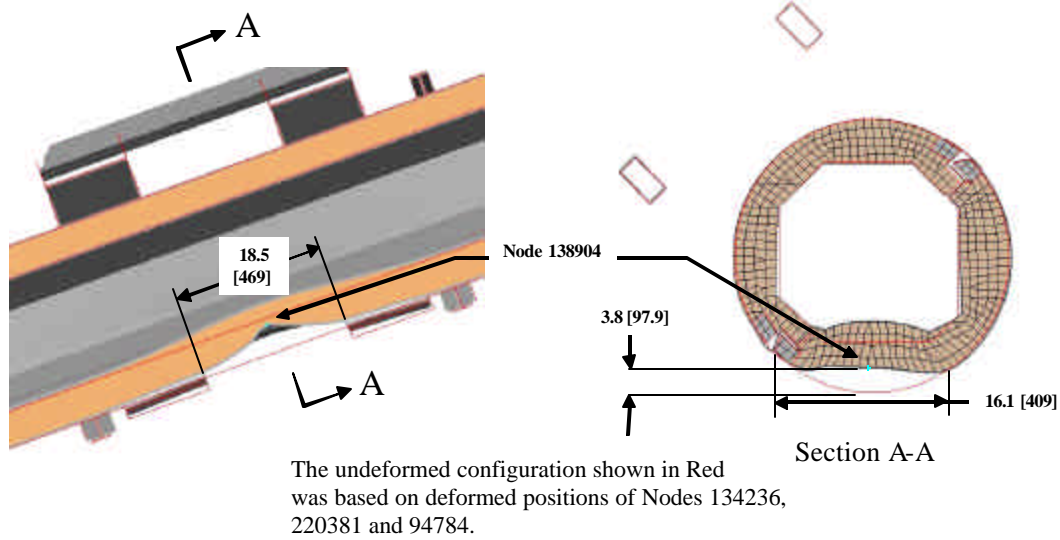 A
18.5
[469]
Node 138904
3.8 [97.9]
A
16.1 [409]
Section A-A
The undeformed configuration shown in Red
was based on deformed positions of Nodes 134236,
220381 and 94784.